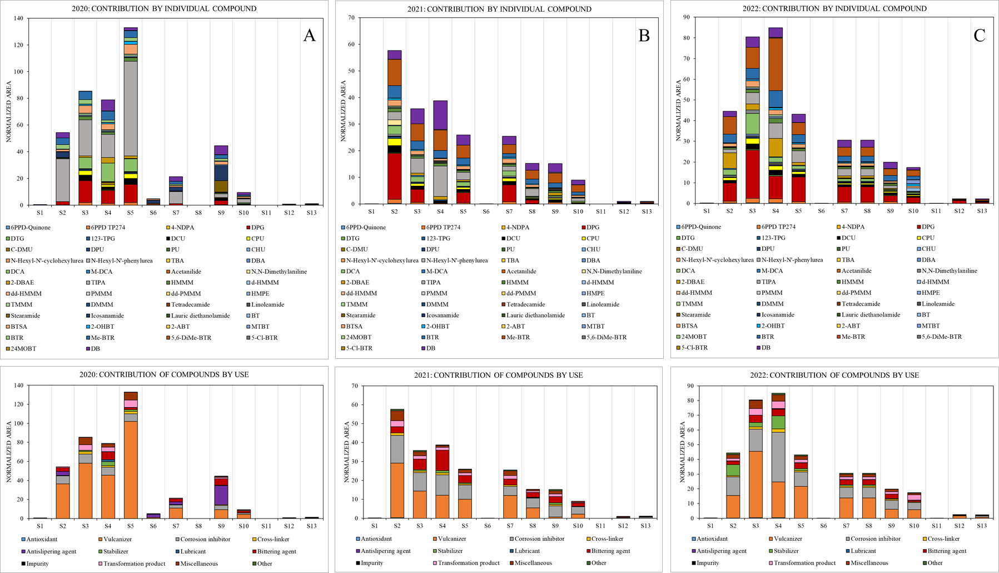 2020: CONTRIBUTION BY INDIVIDUAL COMPOUND
A
NORMALIZED AREA
140
120
100
80
60
40
20
0
S1 S2 S3 S4 S5 S6 S7 S8 S9 S10 S11 S12 S13
6PPD-Quinone 6PPD TP274 4-NDPA DPG
DTG 123-TPG DCU CPU
C-DMU DPU PU CHU
N-Hexyl-N'-cyclohexylurea N-Hexyl-N'-phenylurea TBA DBA
DCA M-DCA Acetanilide N,N-Dimethylaniline
2-DBAE TIPA HMMM d-HMMM
dd-HMMM PMMM dd-PMMM HMPE
TMMM DMMM Tetradecamide Linoleamide
Stearamide Icosanamide Lauric diethanolamide BT
BTSA 2-OHBT 2-ABT MTBT
BTR Me-BTR 5,6-DiMe-BTR 5-Cl-BTR
24MOBT DB
2021: CONTRIBUTION BY INDIVIDUAL COMPOUND
B
NORMALIZED AREA
70
60
50
40
30
20
10
0
S1 S2 S3 S4 S5 S6 S7 S8 S9 S10 S11 S12 S13
6PPD-Quinone 6PPD TP274 4-NDPA DPG
DTG 123-TPG DCU CPU
C-DMU DPU PU CHU
N-Hexyl-N'-cyclohexylurea N-Hexyl-N'-phenylurea TBA DBA
DCA M-DCA Acetanilide N,N-Dimethylaniline
2-DBAE TIPA HMMM d-HMMM
dd-HMMM PMMM dd-PMMM HMPE
TMMM DMMM Tetradecamide Linoleamide
Stearamide Icosanamide Lauric diethanolamide BT
BTSA 2-OHBT 2-ABT MTBT
24MOBT BTR Me-BTR 5,6-DiMe-BTR
5-Cl-BTR DB
2022: CONTRIBUTION BY INDIVIDUAL COMPOUND
C
NORMALIZED AREA
90
80
70
60
50
40
30
20
10
0
S1 S2 S3 S4 S5 S6 S7 S8 S9 S10 S11 S12 S13
6PPD-Quinone 6PPD TP274 4-NDPA DPG
DTG 123-TPG DCU CPU
C-DMU DPU PU CHU
N-Hexyl-N'-cyclohexylurea N-Hexyl-N'-phenylurea TBA DBA
DCA M-DCA Acetanilide N,N-Dimethylaniline
2-DBAE TIPA HMMM d-HMMM
dd-HMMM PMMM dd-PMMM HMPE
TMMM DMMM Tetradecamide Linoleamide
Stearamide Icosanamide Lauric diethanolamide BT
BTSA 2-OHBT 2-ABT MTBT
24MOBT BTR Me-BTR 5,6-DiMe-BTR
5-Cl-BTR DB
2020: CONTRIBUTION OF COMPOUNDS BY USE
NORMALIZED AREA
140
120
100
80
60
40
20
0
S1 S2 S3 S4 S5 S6 S7 S8 S9 S10 S11 S12 S13
Antioxidant Vulcanizer Corrosion inhibitor Cross-linker
Antislipering agent Stabilizer Lubricant Bittering agent
Impurity Transformation product Miscellaneous Other
2021: CONTRIBUTION OF COMPOUNDS BY USE
NORMALIZED AREA
70
60
50
40
30
20
10
0
S1 S2 S3 S4 S5 S6 S7 S8 S9 S10 S11 S12 S13
Antioxidant Vulcanizer Corrosion inhibitor Cross-linker
Antislipering agent Stabilizer Lubricant Bittering agent
Impurity Transformation product Miscellaneous Other
2022: CONTRIBUTION OF COMPOUNDS BY USE
NORMALIZED AREA
90
80
70
60
50
40
30
20
10
0
S1 S2 S3 S4 S5 S6 S7 S8 S9 S10 S11 S12 S13
Antioxidant Vulcanizer Corrosion inhibitor Cross-linker
Antislipering agent Stabilizer Lubricant Bittering agent
Impurity Transformation product Miscellaneous Other